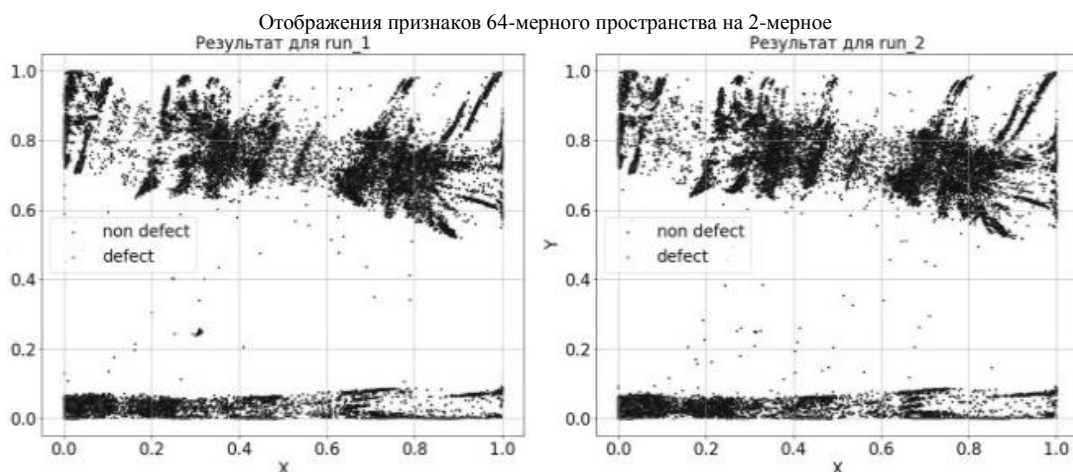 Отображения признаков 64-мерного пространства на 2-мерное
Результат для run_1
1.0
0.8
0.6
0.4
0.2
0.0
non defect
defect
0.0 0.2 0.4 0.6 0.8 1.0
X
Результат для run_2
Y
1.0
0.8
0.6
0.4
0.2
0.0
non defect
defect
0.0 0.2 0.4 0.6 0.8 1.0
X